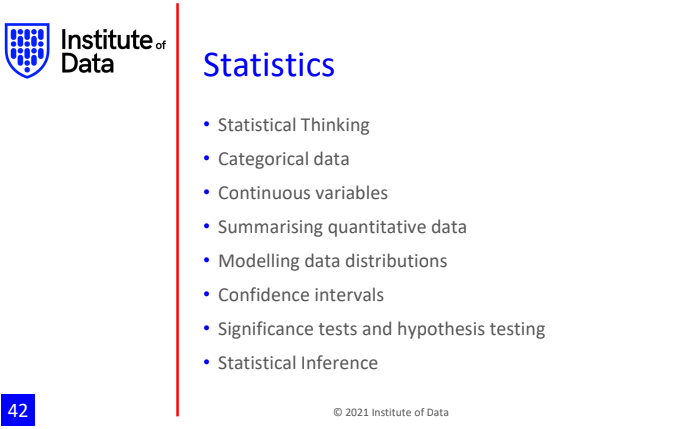 Institute of
Data
Statistics
• Statistical Thinking
• Categorical data
• Continuous variables
• Summarising quantitative data
• Modelling data distributions
• Confidence intervals
• Significance tests and hypothesis testing
• Statistical Inference
42
© 2021 Institute of Data